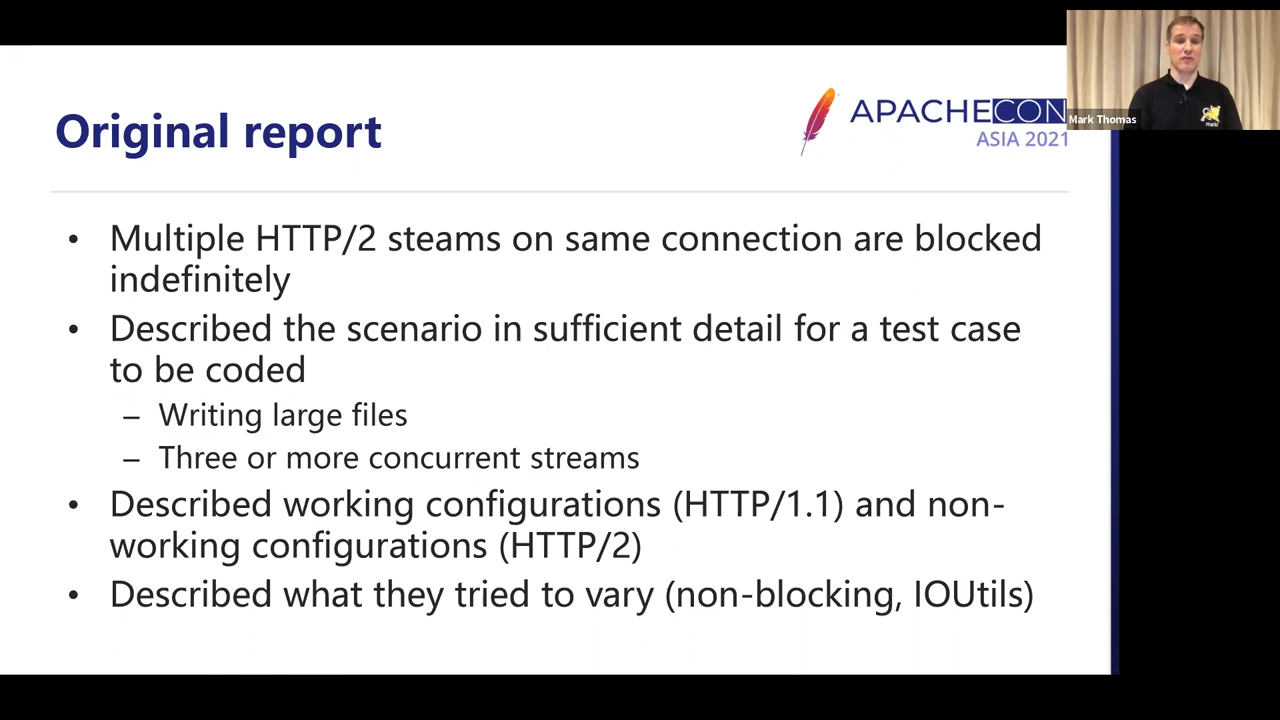 Original report
APACHECON
ASIA 2021
Mark Thomas
• Multiple HTTP/2 steams on same connection are blocked
indefinitely
• Described the scenario in sufficient detail for a test case
to be coded
– Writing large files
– Three or more concurrent streams
• Described working configurations (HTTP/1.1) and non-
working configurations (HTTP/2)
• Described what they tried to vary (non-blocking, IOUtils)